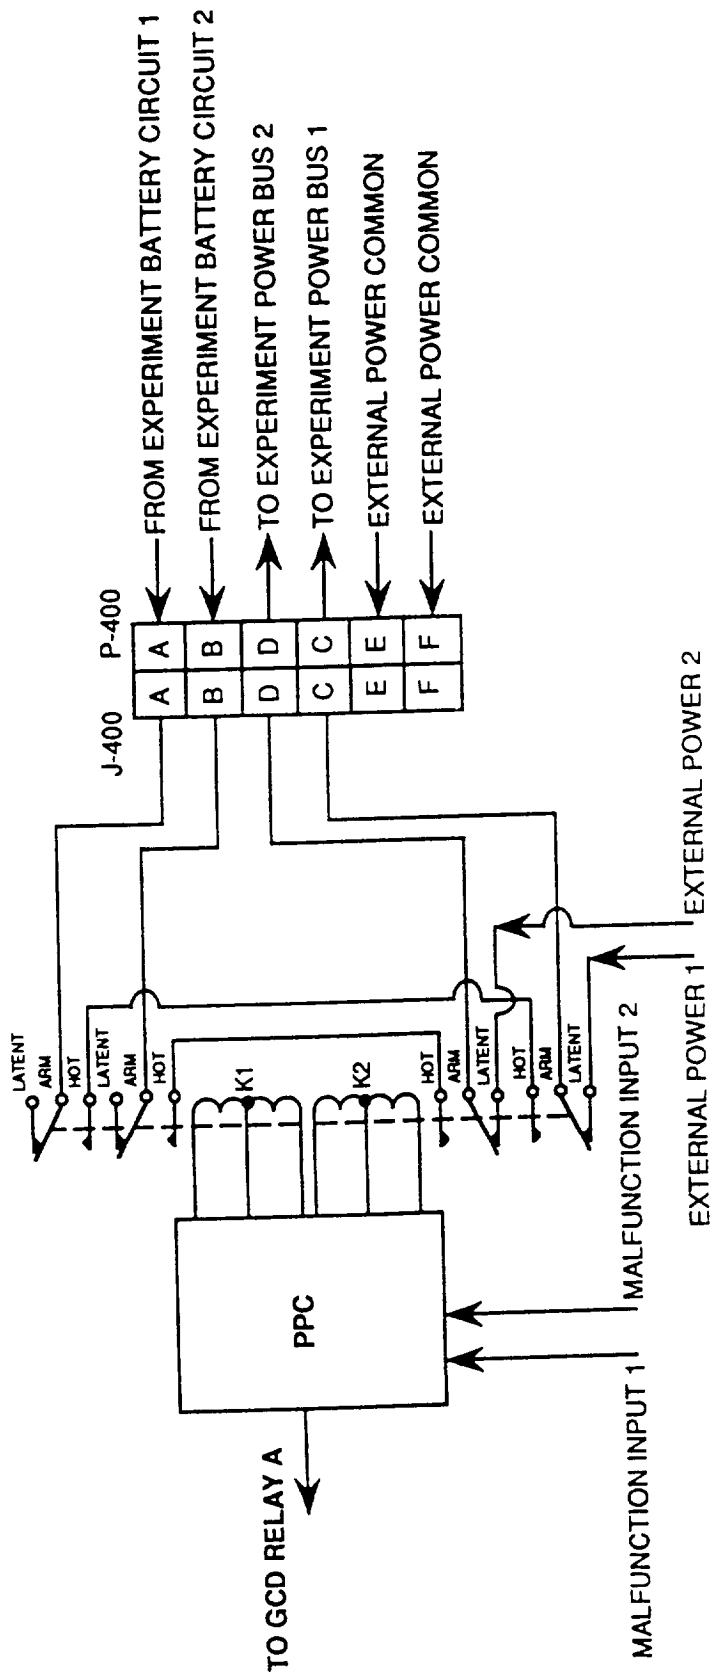 J-400
P-400
A
A
FROM EXPERIMENT BATTERY CIRCUIT 1
B
B
FROM EXPERIMENT BATTERY CIRCUIT 2
D
D
TO EXPERIMENT POWER BUS 2
C
C
TO EXPERIMENT POWER BUS 1
E
E
EXTERNAL POWER COMMON
F
F
EXTERNAL POWER COMMON
LATENT
ARM
HOT
LATENT
ARM
HOT
K1
K2
HOT
ARM
LATENT
HOT
ARM
LATENT
PPC
TO GCD RELAY A
MALFUNCTION INPUT 1
MALFUNCTION INPUT 2
EXTERNAL POWER 1
EXTERNAL POWER 2